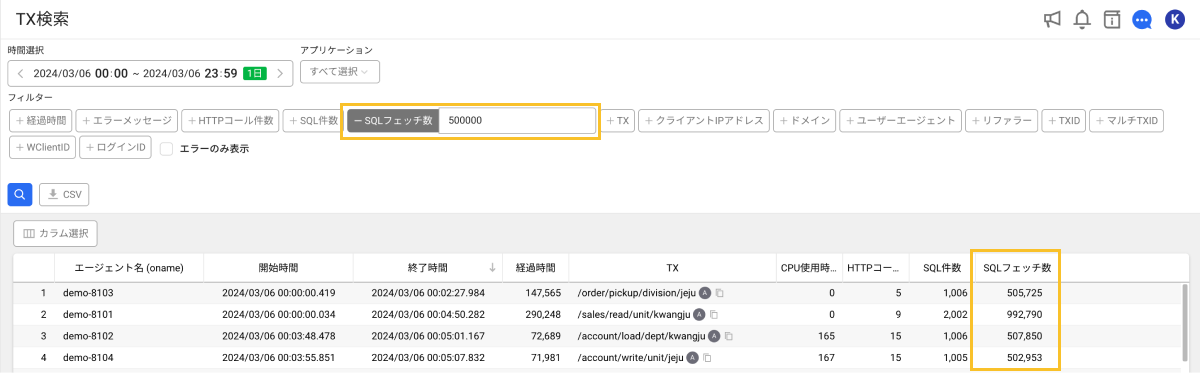 TX検索
K
時間選択
アプリケーション
2024/03/06 00:00 ~ 2024/03/06 23:59 1日
すべて選択
フィルター
+ 経過時間 + エラーメッセージ + HTTPコール件数 + SQL件数 − SQLフェッチ数 500000 + TX + クライアントIPアドレス + ドメイン + ユーザーエージェント + リファラー + TXID + マルチTXID
+ WClientID + ログインID エラーのみ表示
CSV
カラム選択
エージェント名 (oname) 開始時間 終了時間 ↓ 経過時間 TX CPU使用時... HTTPコー... SQL件数 SQLフェッチ数
1 demo-8103 2024/03/06 00:00:00.419 2024/03/06 00:02:27.984 147,565 /order/pickup/division/jeju A 0 5 1,006 505,725
2 demo-8101 2024/03/06 00:00:00.034 2024/03/06 00:04:50.282 290,248 /sales/read/unit/kwangju A 0 9 2,002 992,790
3 demo-8102 2024/03/06 00:03:48.478 2024/03/06 00:05:01.167 72,689 /account/load/dept/kwangju A 165 15 1,006 507,850
4 demo-8104 2024/03/06 00:03:55.851 2024/03/06 00:05:07.832 71,981 /account/write/unit/jeju A 167 15 1,005 502,953